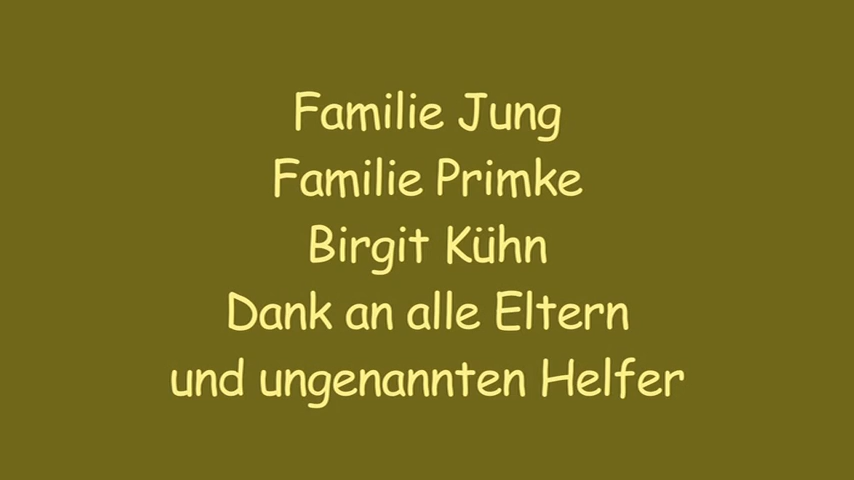 Familie Jung
Familie Primke
Birgit Kühn
Dank an alle Eltern
und ungenannten Helfer